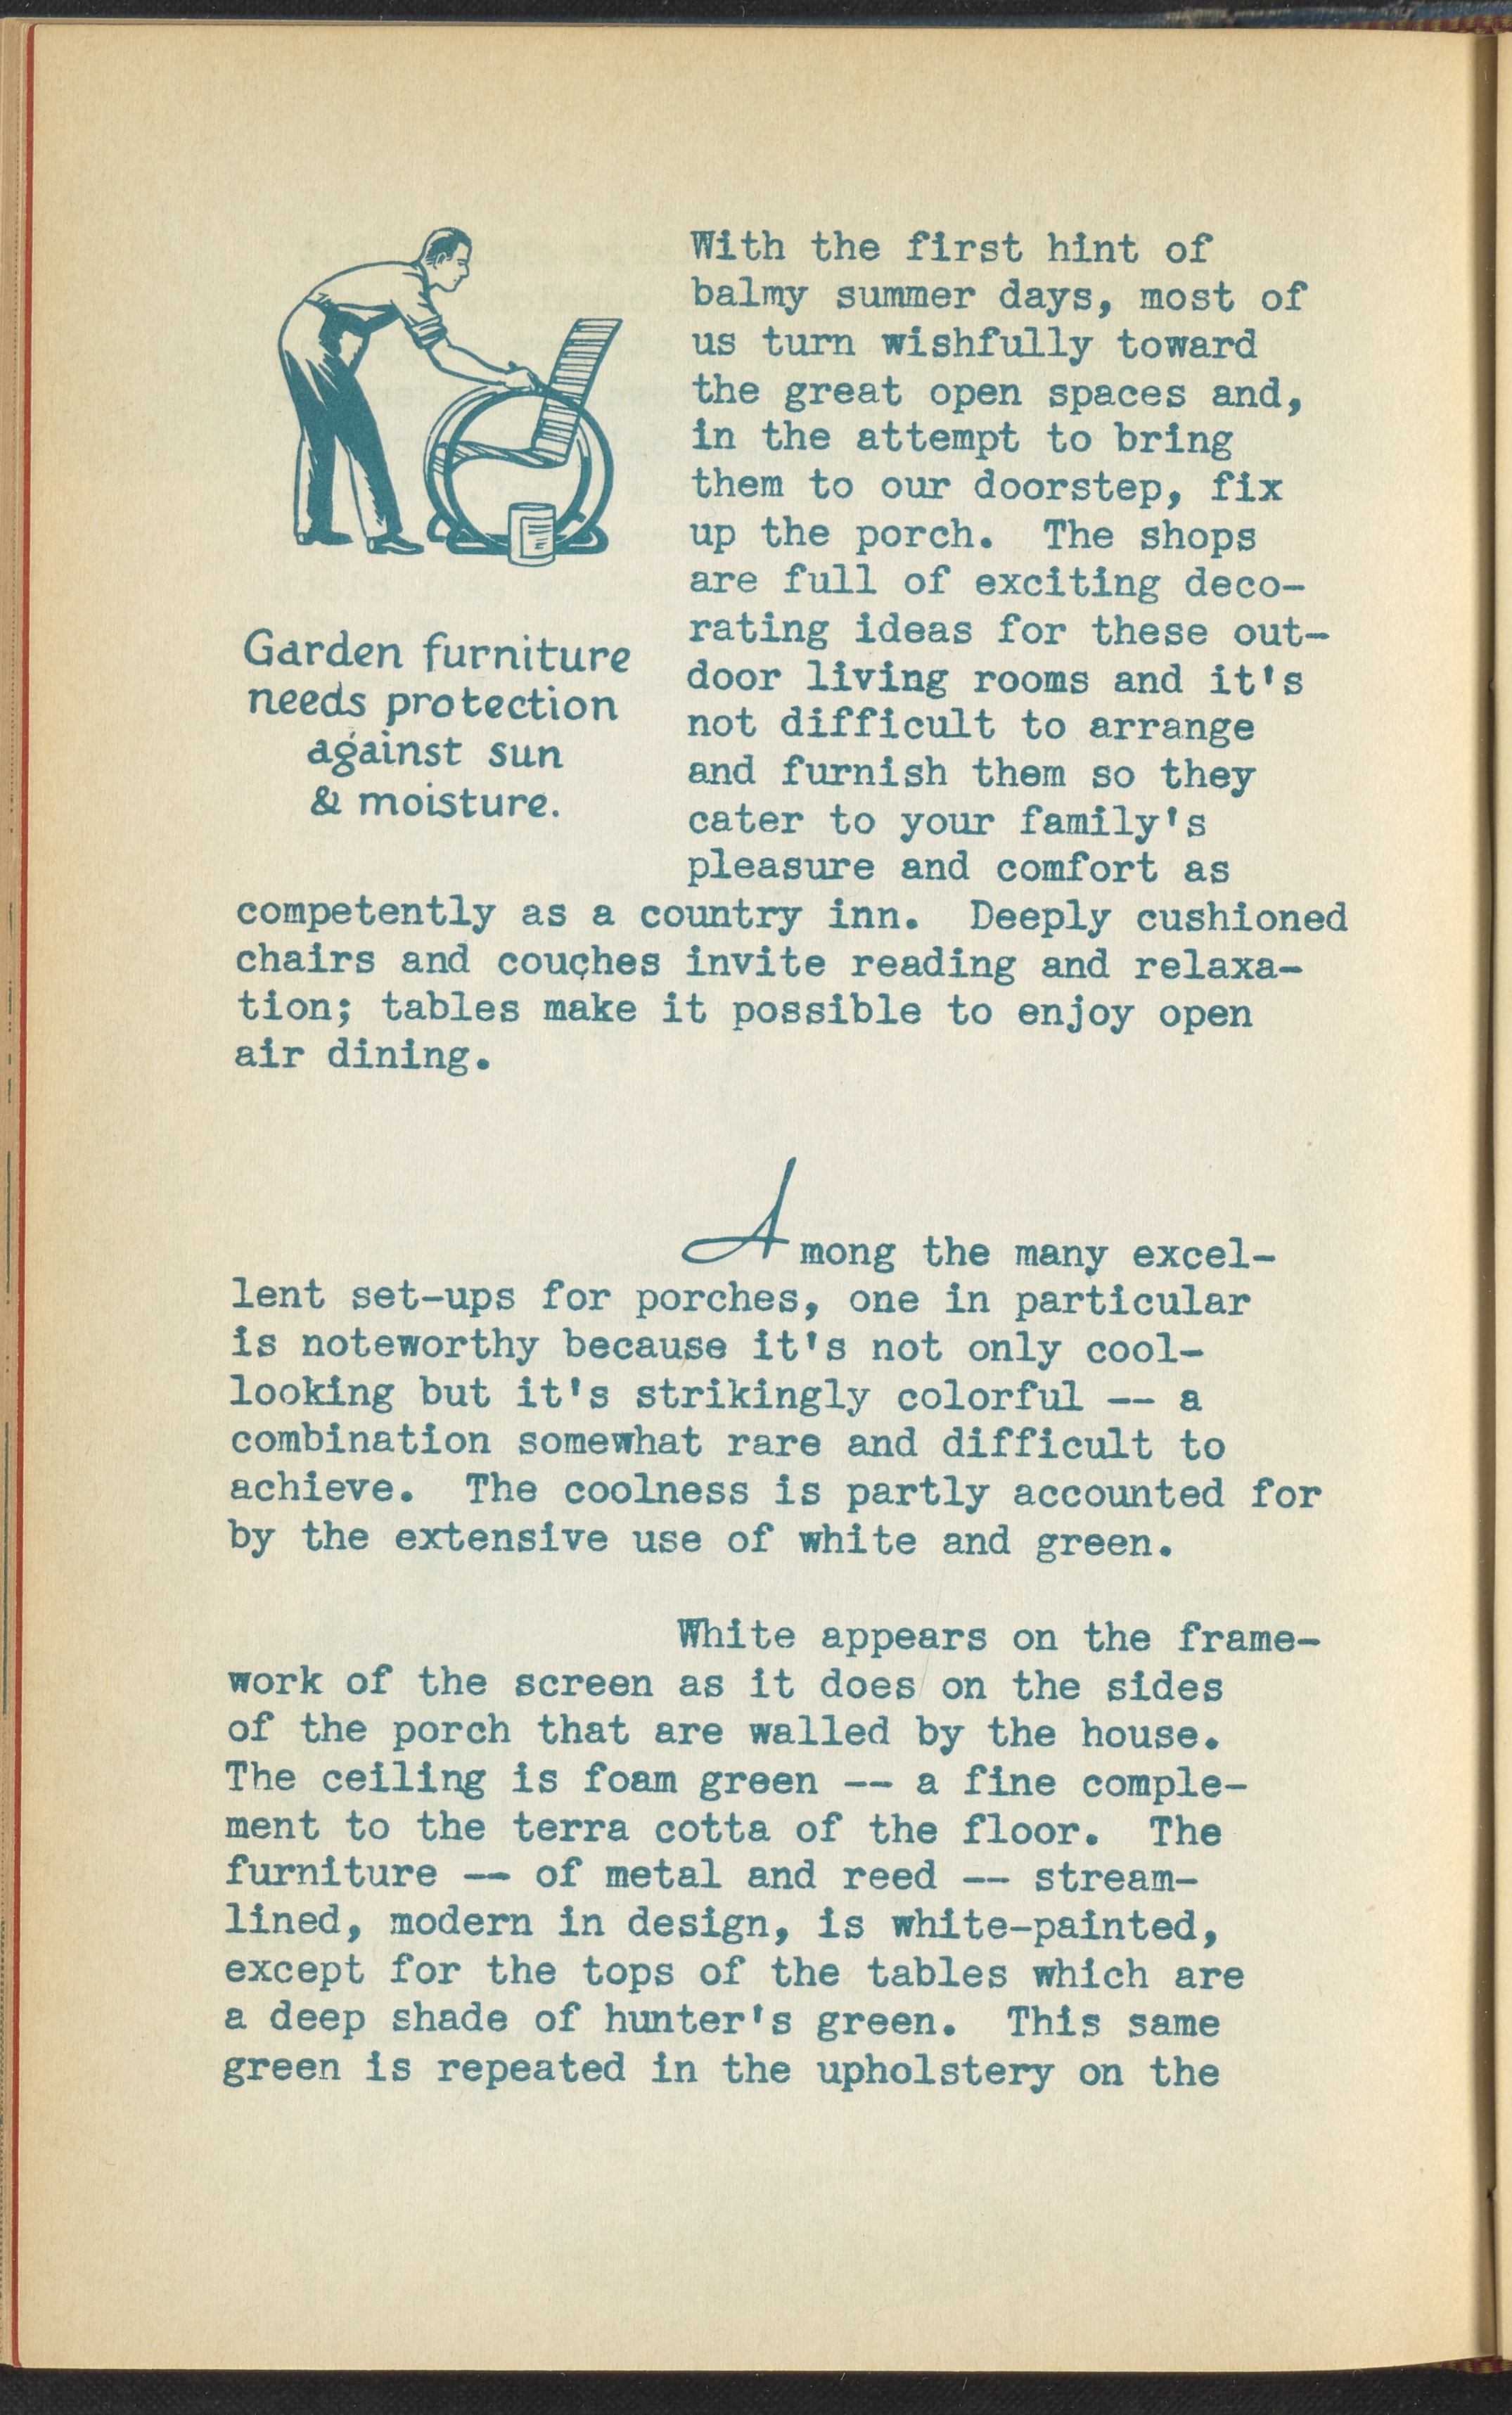 Garden furniture
needs protection
against sun
& moisture.
With the first hint of
balmy summer days, most of
us turn wishfully toward
the great open spaces and,
in the attempt to bring
them to our doorstep, fix
up the porch.  The shops
are full of exciting deco-
rating ideas for these out-
door living rooms and it's
not difficult to arrange
and furnish them so they
cater to your family's
pleasure and comfort as
competently as a country inn.  Deeply cushioned
chairs and couches invite reading and relaxa-
tion; tables make it possible to enjoy open
air dining.
Among the many excel-
lent set-ups for porches, one in particular
is noteworthy because it's not only cool-
looking but it's strikingly colorful -- a
combination somewhat rare and difficult to
achieve.  The coolness is partly accounted for
by the extensive use of white and green.
White appears on the frame-
work of the screen as it does on the sides
of the porch that are walled by the house.
The ceiling is foam green -- a fine comple-
ment to the terra cotta of the floor.  The
furniture -- of metal and reed -- stream-
lined, modern in design, is white-painted,
except for the tops of the tables which are
a deep shade of hunter's green.  This same
green is repeated in the upholstery on the